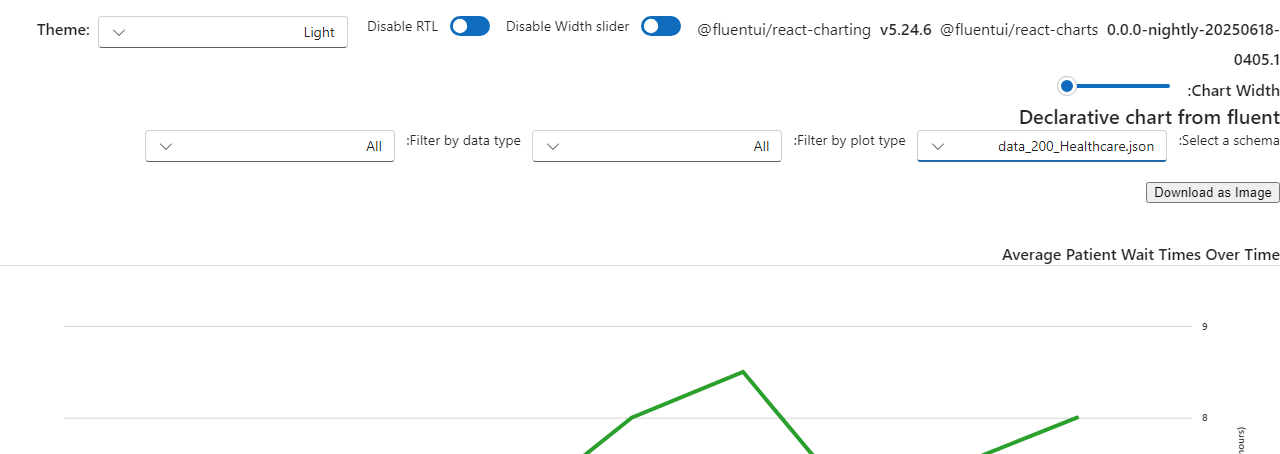 Theme: Light Disable RTL Disable Width slider @fluentui/react-charting v5.24.6 @fluentui/react-charts 0.0.0-nightly-20250618-
0405.1
:Chart Width
Declarative chart from fluent
:Select a schema data_200_Healthcare.json :Filter by plot type All :Filter by data type All
Download as Image
Average Patient Wait Times Over Time
9
8